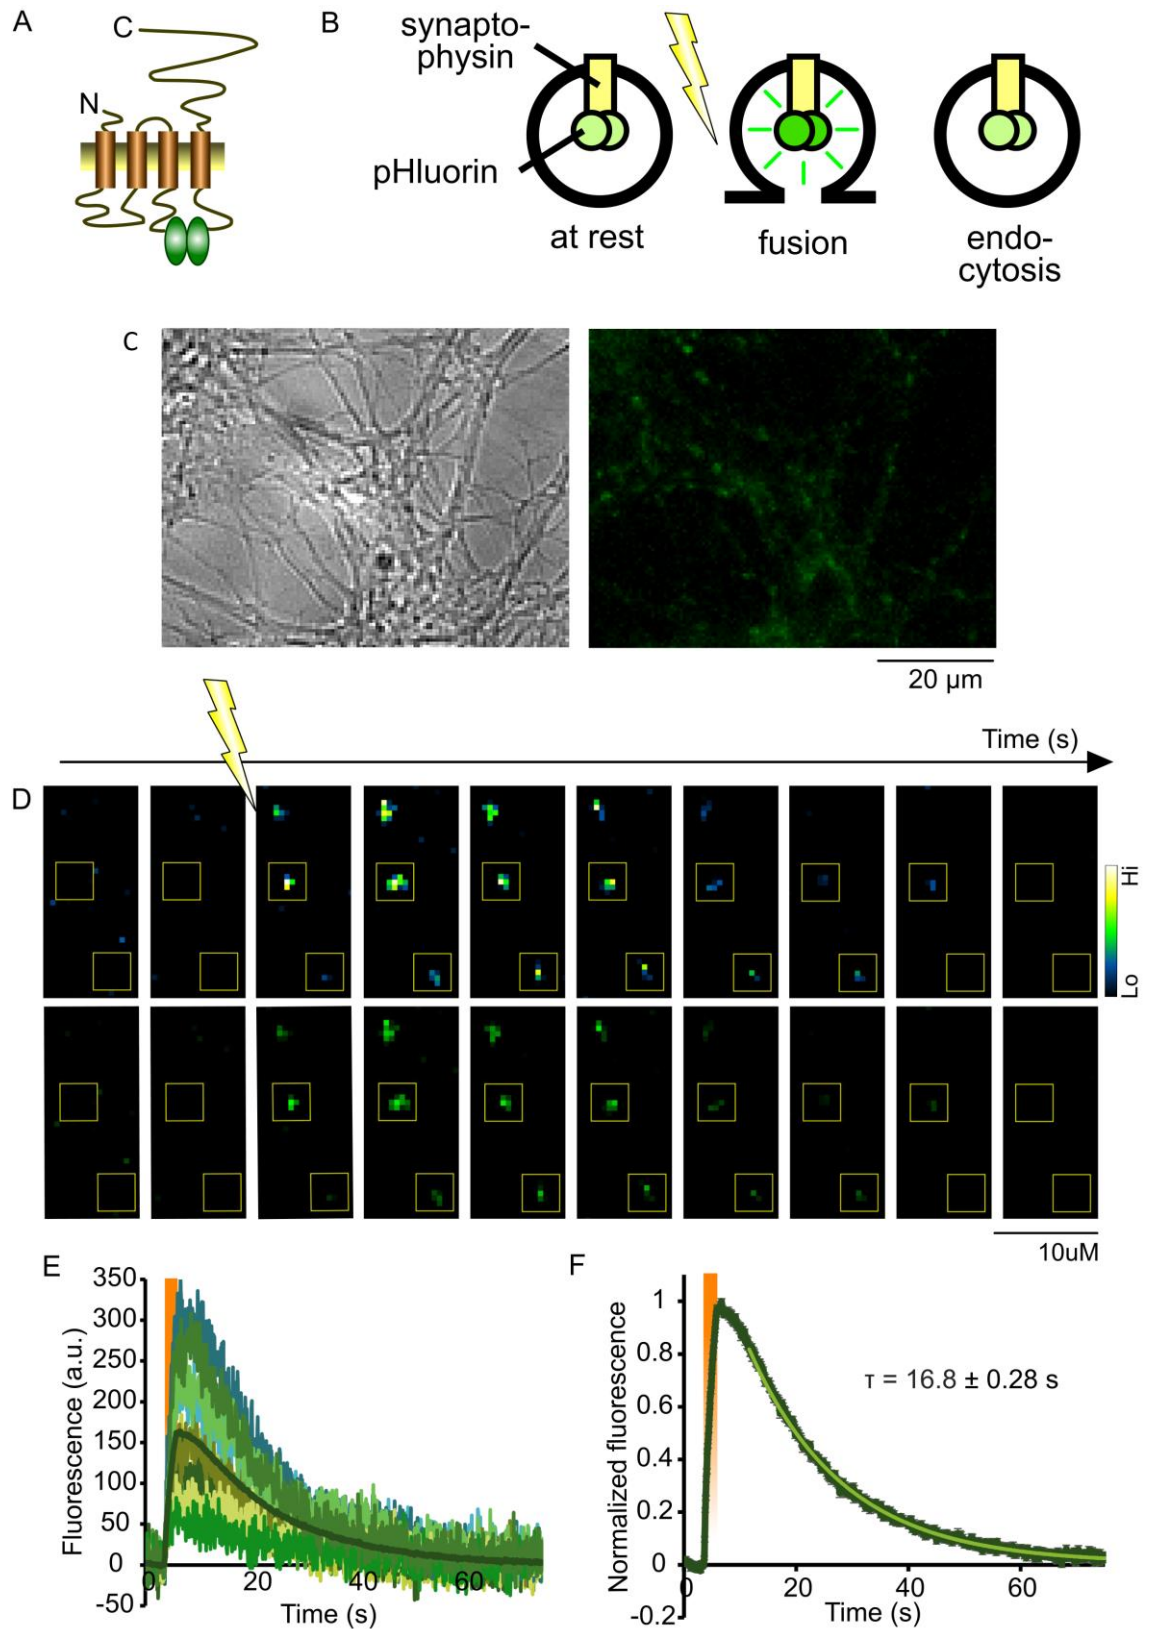 A
C
N
B
synapto-
physin
pHluorin
at rest
fusion
endo-
cytosis
C
20 µm
Time (s)
D
Hi
Lo
10uM
E
350
300
250
200
150
100
50
0
-50
Fluorescence (a.u.)
0 20 40 60
Time (s)
F
1
0.8
0.6
0.4
0.2
0
-0.2
Normalized fluorescence
τ = 16.8 ± 0.28 s
0 20 40 60
Time (s)